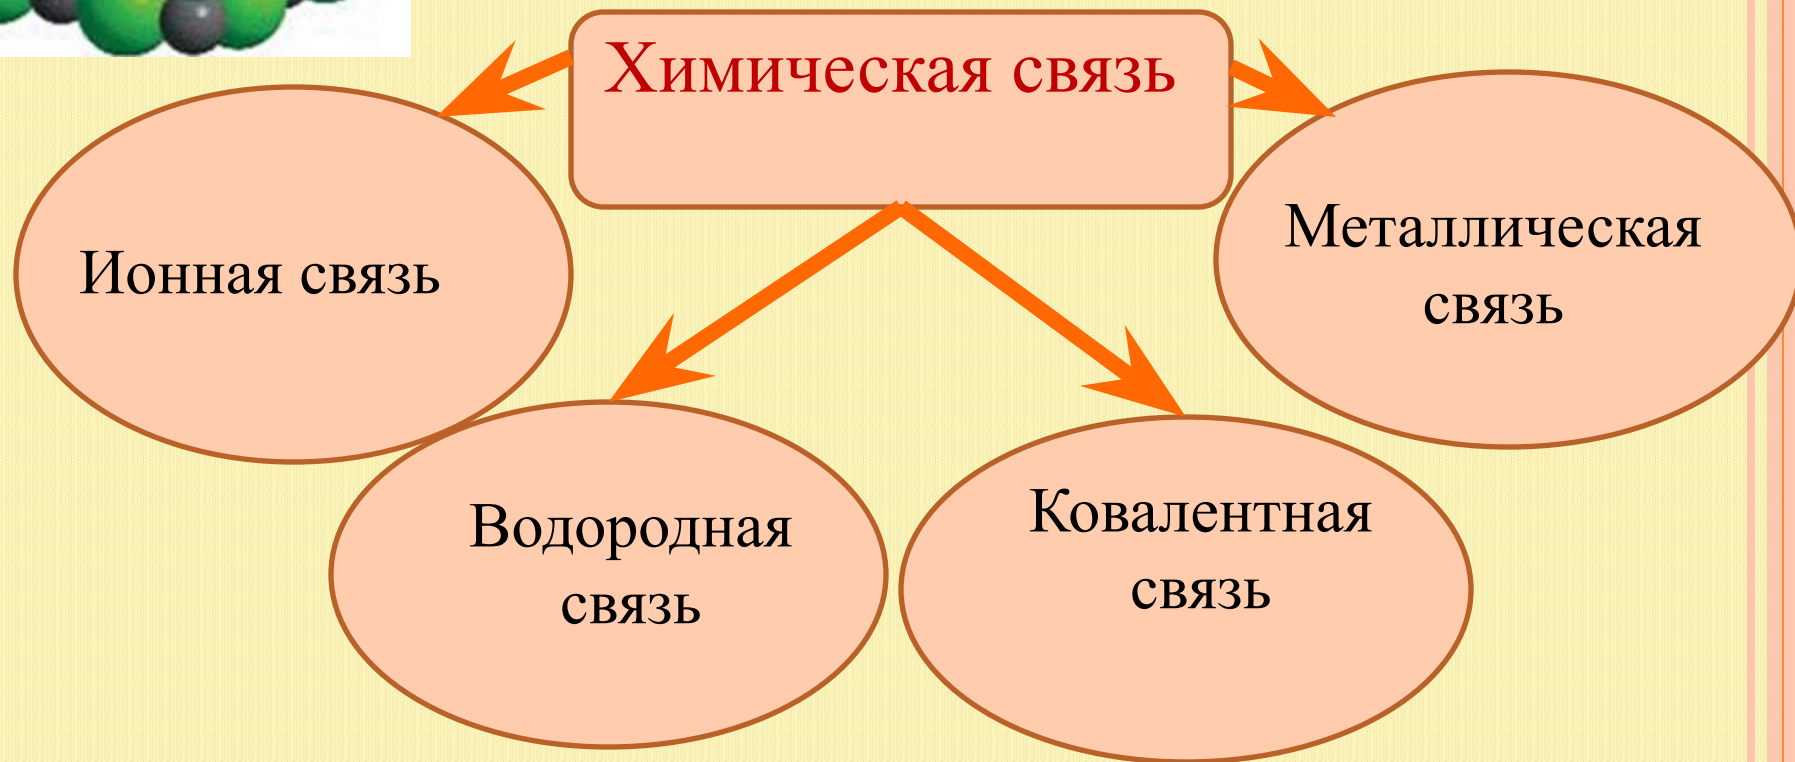 Химическая связь
Ионная связь
Металлическая
связь
Водородная
связь
Ковалентная
связь